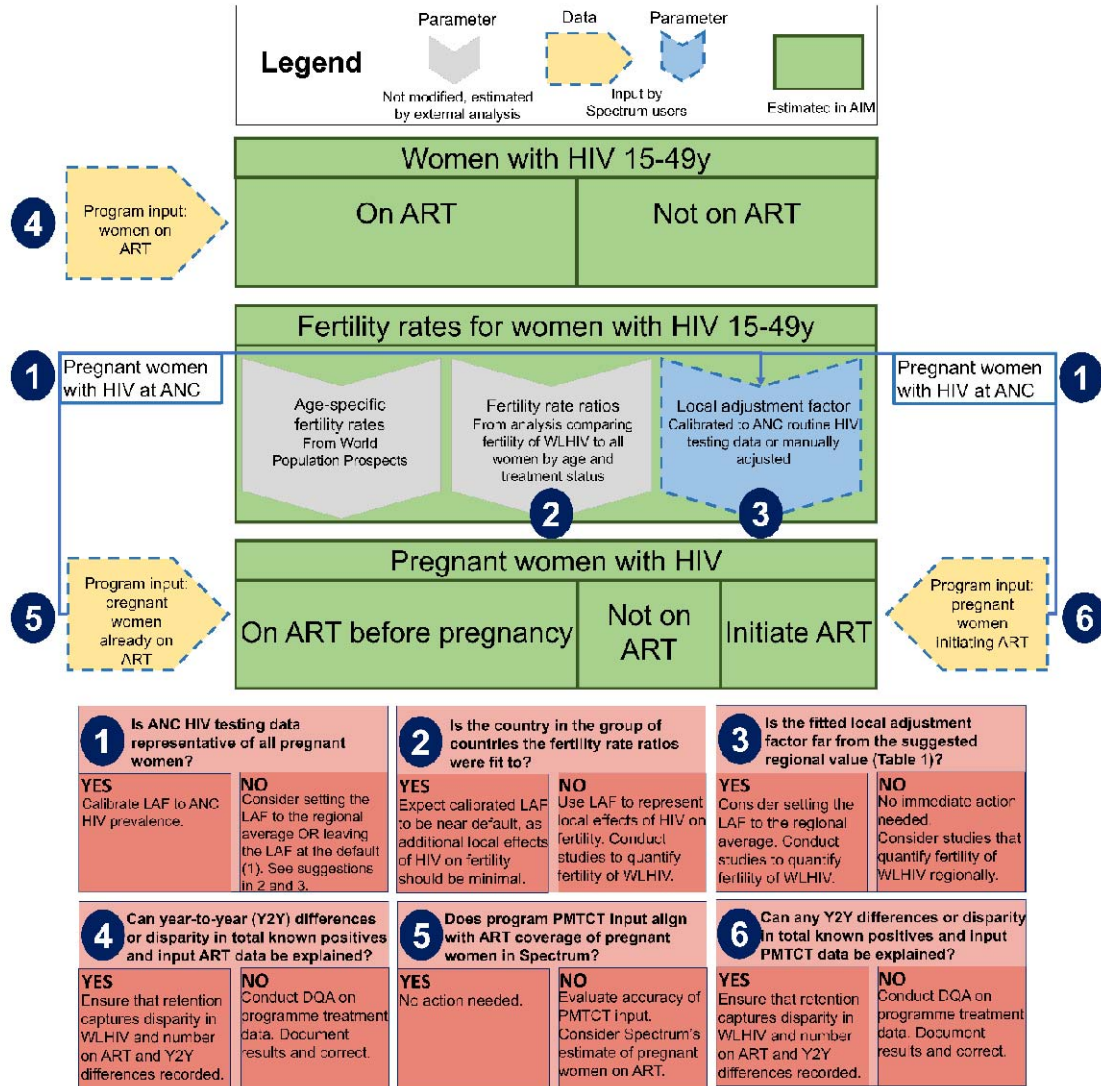 Parameter
Data
Parameter
Legend
Not modified, estimated
by external analysis
Input by
Spectrum users
Estimated in AIM
Women with HIV 15-49y
4
Program input:
women on
ART
On ART
Not on ART
Fertility rates for women with HIV 15-49y
1
Pregnant women
with HIV at ANC
Age-specific
fertility rates
From World
Population Prospects
Fertility rate ratios
From analysis comparing
fertility of WLHIV to all
women by age and
treatment status
2
Local adjustment factor
Calibrated to ANC routine HIV
testing data or manually
adjusted
3
Pregnant women
with HIV at ANC
1
Pregnant women with HIV
5
Program input:
pregnant
women
already on
ART
On ART before pregnancy
Not on
ART
Initiate ART
Program input:
pregnant
women
initiating ART
6
1
Is ANC HIV testing data
representative of all pregnant
women?
YES
Calibrate LAF to ANC
HIV prevalence.
NO
Consider setting the
LAF to the regional
average OR leaving
the LAF at the default
(1). See suggestions
in 2 and 3.
2
Is the country in the group of
countries the fertility rate ratios
were fit to?
YES
Expect calibrated LAF
to be near default, as
additional local effects
of HIV on fertility
should be minimal.
NO
Use LAF to represent
local effects of HIV on
fertility. Conduct
studies to quantify
fertility of WLHIV.
3
Is the fitted local adjustment
factor far from the suggested
regional value (Table 1)?
YES
Consider setting the
LAF to the regional
average. Conduct
studies to quantify
fertility of WLHIV.
NO
No immediate action
needed.
Consider studies that
quantify fertility of
WLHIV regionally.
4
Can year-to-year (Y2Y) differences
or disparity in total known positives
and input ART data be explained?
YES
Ensure that retention
captures disparity in
WLHIV and number
on ART and Y2Y
differences recorded.
NO
Conduct DQA on
programme treatment
data. Document
results and correct.
5
Does program PMTCT Input align
with ART coverage of pregnant
women in Spectrum?
YES
No action needed.
NO
Evaluate accuracy of
PMTCT input.
Consider Spectrum's
estimate of pregnant
women on ART.
6
Can any Y2Y differences or disparity
in total known positives and input
PMTCT data be explained?
YES
Ensure that retention
captures disparity in
WLHIV and number
on ART and Y2Y
differences recorded.
NO
Conduct DQA on
programme treatment
data. Document
results and correct.